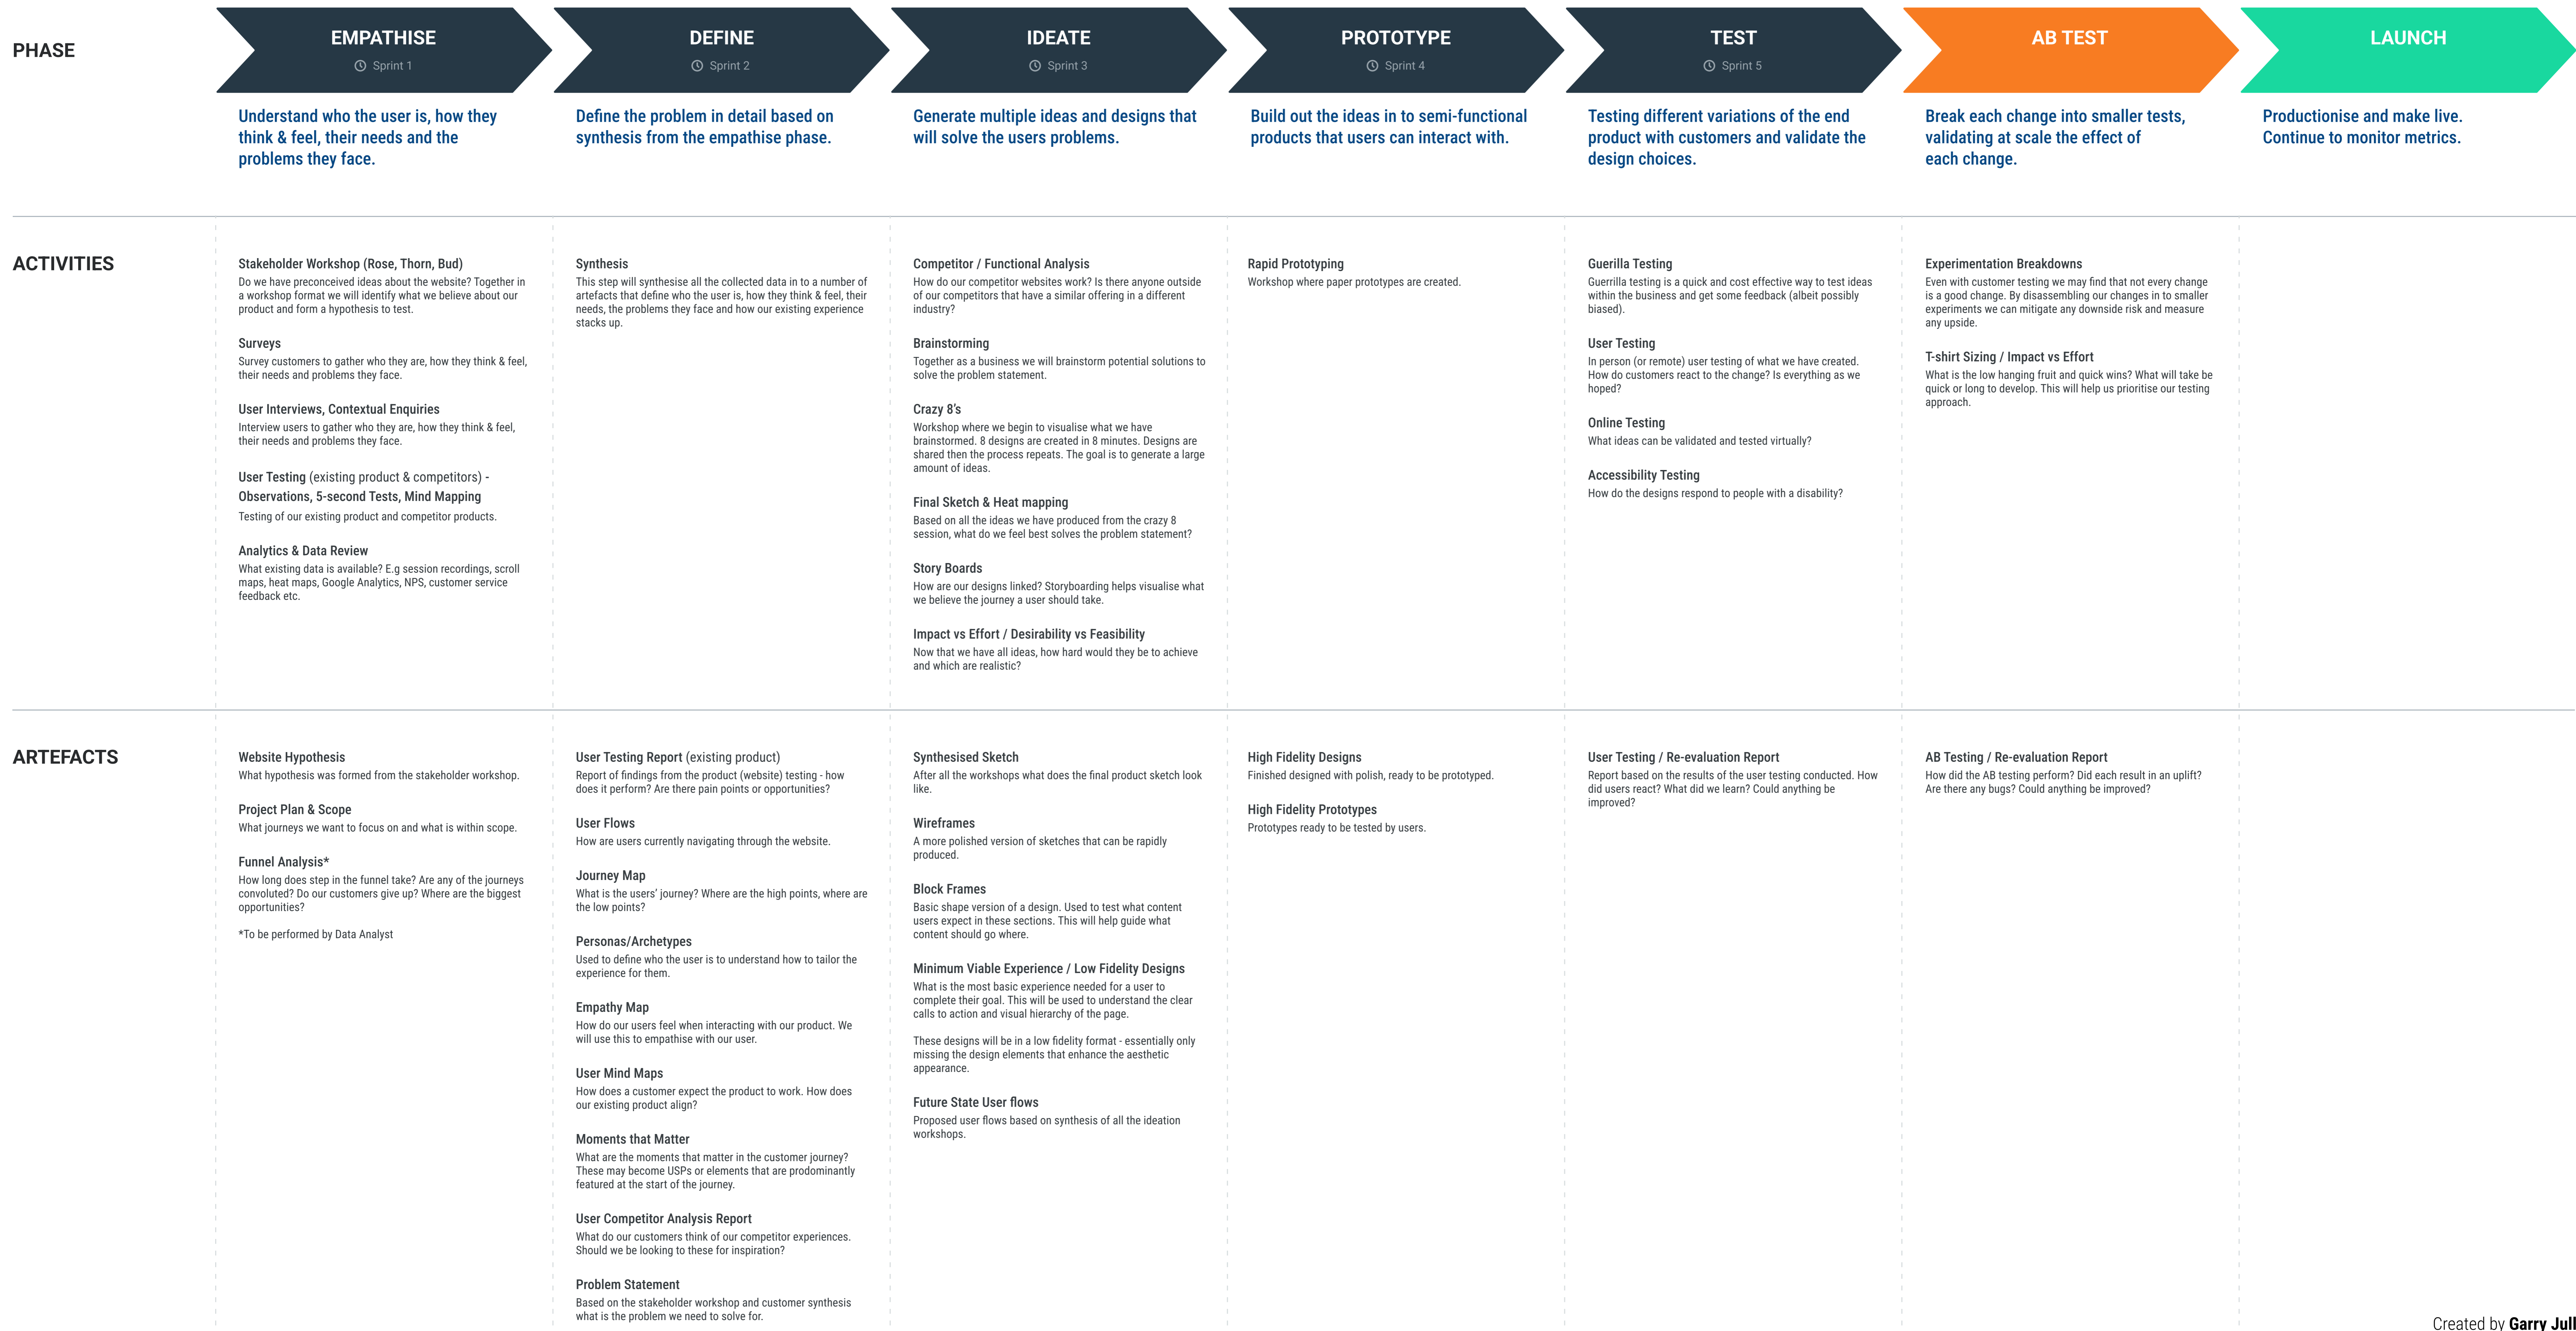 PHASE
EMPATHISE
Sprint 1
DEFINE
Sprint 2
IDEATE
Sprint 3
PROTOTYPE
Sprint 4
TEST
Sprint 5
AB TEST
LAUNCH
Understand who the user is, how they
think & feel, their needs and the
problems they face.
Define the problem in detail based on
synthesis from the empathise phase.
Generate multiple ideas and designs that
will solve the users problems.
Build out the ideas in to semi-functional
products that users can interact with.
Testing different variations of the end
product with customers and validate the
design choices.
Break each change into smaller tests,
validating at scale the effect of
each change.
Productionise and make live.
Continue to monitor metrics.
ACTIVITIES
Stakeholder Workshop (Rose, Thorn, Bud)
Do we have preconceived ideas about the website? Together in
a workshop format we will identify what we believe about our
product and form a hypothesis to test.
Surveys
Survey customers to gather who they are, how they think & feel,
their needs and problems they face.
User Interviews, Contextual Enquiries
Interview users to gather who they are, how they think & feel,
their needs and problems they face.
User Testing (existing product & competitors) -
Observations, 5-second Tests, Mind Mapping
Testing of our existing product and competitor products.
Analytics & Data Review
What existing data is available? E.g session recordings, scroll
maps, heat maps, Google Analytics, NPS, customer service
feedback etc.
Synthesis
This step will synthesise all the collected data in to a number of
artefacts that define who the user is, how they think & feel, their
needs, the problems they face and how our existing experience
stacks up.
Competitor / Functional Analysis
How do our competitor websites work? Is there anyone outside
of our competitors that have a similar offering in a different
industry?
Brainstorming
Together as a business we will brainstorm potential solutions to
solve the problem statement.
Crazy 8's
Workshop where we begin to visualise what we have
brainstormed. 8 designs are created in 8 minutes. Designs are
shared then the process repeats. The goal is to generate a large
amount of ideas.
Final Sketch & Heat mapping
Based on all the ideas we have produced from the crazy 8
session, what do we feel best solves the problem statement?
Story Boards
How are our designs linked? Storyboarding helps visualise what
we believe the journey a user should take.
Impact vs Effort / Desirability vs Feasibility
Now that we have all ideas, how hard would they be to achieve
and which are realistic?
Rapid Prototyping
Workshop where paper prototypes are created.
Guerilla Testing
Guerrilla testing is a quick and cost effective way to test ideas
within the business and get some feedback (albeit possibly
biased).
User Testing
In person (or remote) user testing of what we have created.
How do customers react to the change? Is everything as we
hoped?
Online Testing
What ideas can be validated and tested virtually?
Accessibility Testing
How do the designs respond to people with a disability?
Experimentation Breakdowns
Even with customer testing we may find that not every change
is a good change. By disassembling our changes in to smaller
experiments we can mitigate any downside risk and measure
any upside.
T-shirt Sizing / Impact vs Effort
What is the low hanging fruit and quick wins? What will take be
quick or long to develop. This will help us prioritise our testing
approach.
ARTEFACTS
Website Hypothesis
What hypothesis was formed from the stakeholder workshop.
Project Plan & Scope
What journeys we want to focus on and what is within scope.
Funnel Analysis*
How long does step in the funnel take? Are any of the journeys
convoluted? Do our customers give up? Where are the biggest
opportunities?
*To be performed by Data Analyst
User Testing Report (existing product)
Report of findings from the product (website) testing - how
does it perform? Are there pain points or opportunities?
User Flows
How are users currently navigating through the website.
Journey Map
What is the users' journey? Where are the high points, where are
the low points?
Personas/Archetypes
Used to define who the user is to understand how to tailor the
experience for them.
Empathy Map
How do our users feel when interacting with our product. We
will use this to empathise with our user.
User Mind Maps
How does a customer expect the product to work. How does
our existing product align?
Moments that Matter
What are the moments that matter in the customer journey?
These may become USPs or elements that are prodominantly
featured at the start of the journey.
User Competitor Analysis Report
What do our customers think of our competitor experiences.
Should we be looking to these for inspiration?
Problem Statement
Based on the stakeholder workshop and customer synthesis
what is the problem we need to solve for.
Synthesised Sketch
After all the workshops what does the final product sketch look
like.
Wireframes
A more polished version of sketches that can be rapidly
produced.
Block Frames
Basic shape version of a design. Used to test what content
users expect in these sections. This will help guide what
content should go where.
Minimum Viable Experience / Low Fidelity Designs
What is the most basic experience needed for a user to
complete their goal. This will be used to understand the clear
calls to action and visual hierarchy of the page.
These designs will be in a low fidelity format - essentially only
missing the design elements that enhance the aesthetic
appearance.
Future State User flows
Proposed user flows based on synthesis of all the ideation
workshops.
High Fidelity Designs
Finished designed with polish, ready to be prototyped.
High Fidelity Prototypes
Prototypes ready to be tested by users.
User Testing / Re-evaluation Report
Report based on the results of the user testing conducted. How
did users react? What did we learn? Could anything be
improved?
AB Testing / Re-evaluation Report
How did the AB testing perform? Did each result in an uplift?
Are there any bugs? Could anything be improved?
Created by Garry Jull